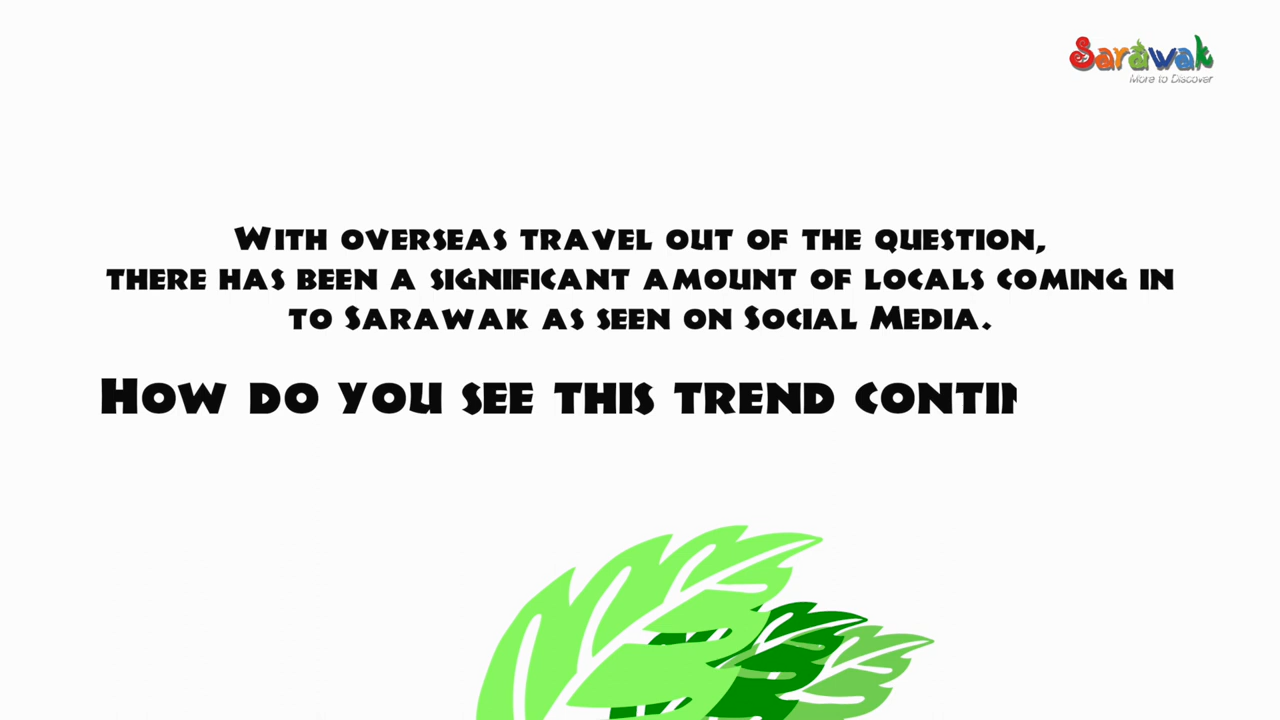 Sarawak
More to Discover
With overseas travel out of the question,
there has been a significant amount of locals coming in
to Sarawak as seen on Social Media.
How do you see this trend